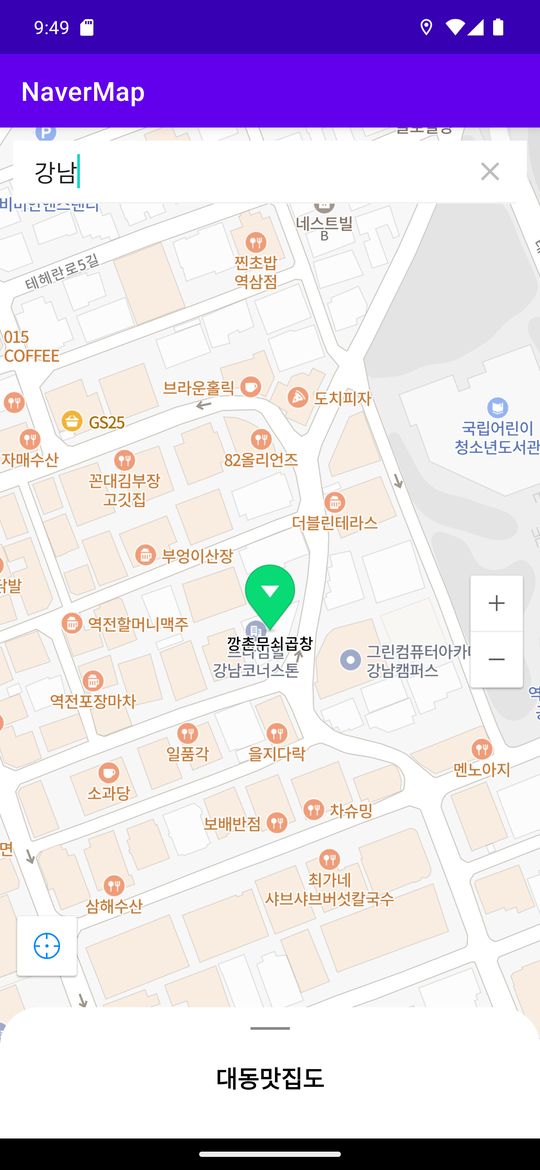 9:49
NaverMap
P
강남
네스트빌
B
테헤란로5길
찐초밥
역삼점
015
COFFEE
브라운홀릭
도치피자
GS25
국립어린이
청소년도서관
자매수산
82올리언즈
꼰대김부장
고깃집
더블린테라스
부엉이산장
닭발
역전할머니맥주
깡촌무쇠곱창
강남코너스톤
그린컴퓨터아카데
강남캠퍼스
+
−
역전포장마차
일품각
을지다락
멘노아지
소과당
보배반점
차슈밍
면
최가네
샤브샤브버섯칼국수
삼해수산
대동맛집도